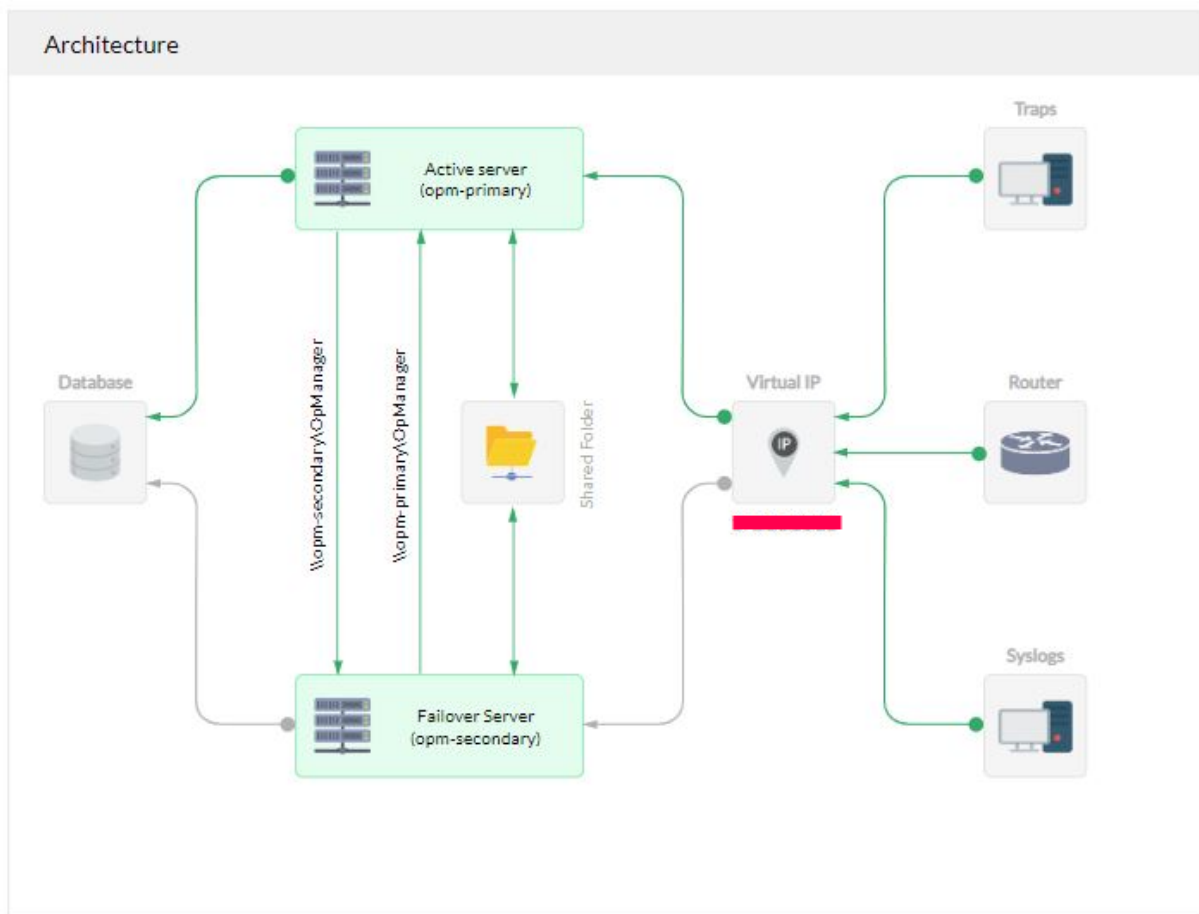 Architecture
Traps
Active server
(opm-primary)
\\opm-secondary\OpManager
\\opm-primary\OpManager
Database
Shared Folder
Virtual IP
IP
Router
Syslogs
Failover Server
(opm-secondary)